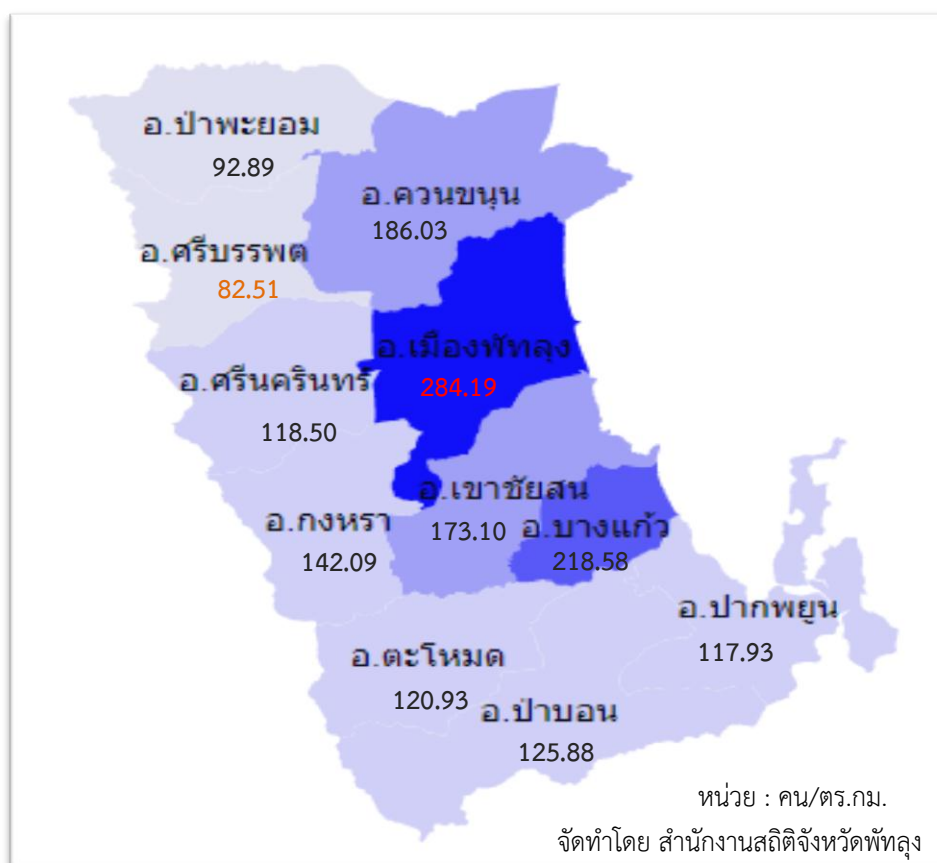 อ.ป่าพะยอม
92.89
อ.ควนขนุน
186.03
อ.ศรีบรรพต
82.51
อ.เมืองพัทลุง
284.19
อ.ศรีนครินทร์
118.50
อ.เขาชัยสน
173.10
อ.กงหรา
142.09
อ.บางแก้ว
218.58
อ.ปากพยูน
117.93
อ.ตะโหมด
120.93
อ.ป่าบอน
125.88
หน่วย : คน/ตร.กม.
จัดทำโดย สำนักงานสถิติจังหวัดพัทลุง